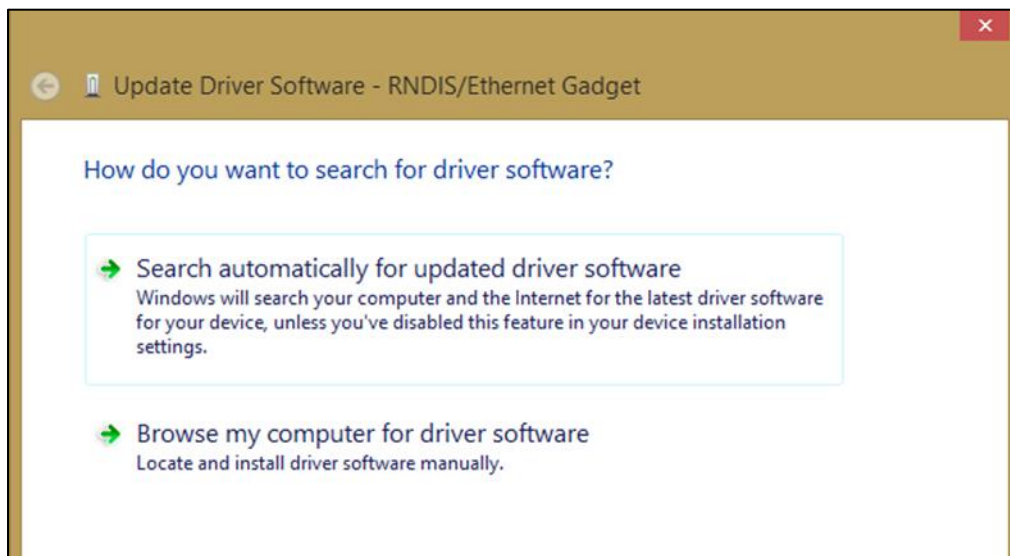 Update Driver Software - RNDIS/Ethernet Gadget
How do you want to search for driver software?
Search automatically for updated driver software
Windows will search your computer and the Internet for the latest driver software
for your device, unless you've disabled this feature in your device installation
settings.
Browse my computer for driver software
Locate and install driver software manually.